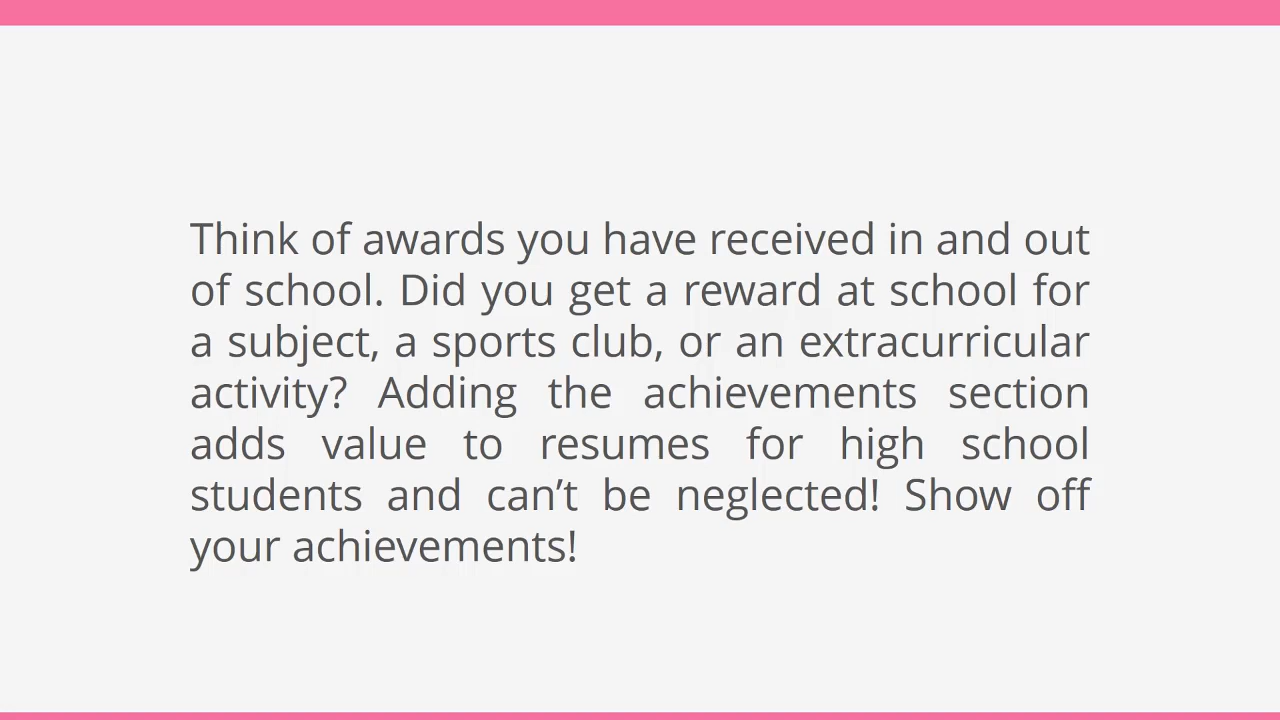 Think of awards you have received in and out
of school. Did you get a reward at school for
a subject, a sports club, or an extracurricular
activity? Adding the achievements section
adds value to resumes for high school
students and can’t be neglected! Show off
your achievements!